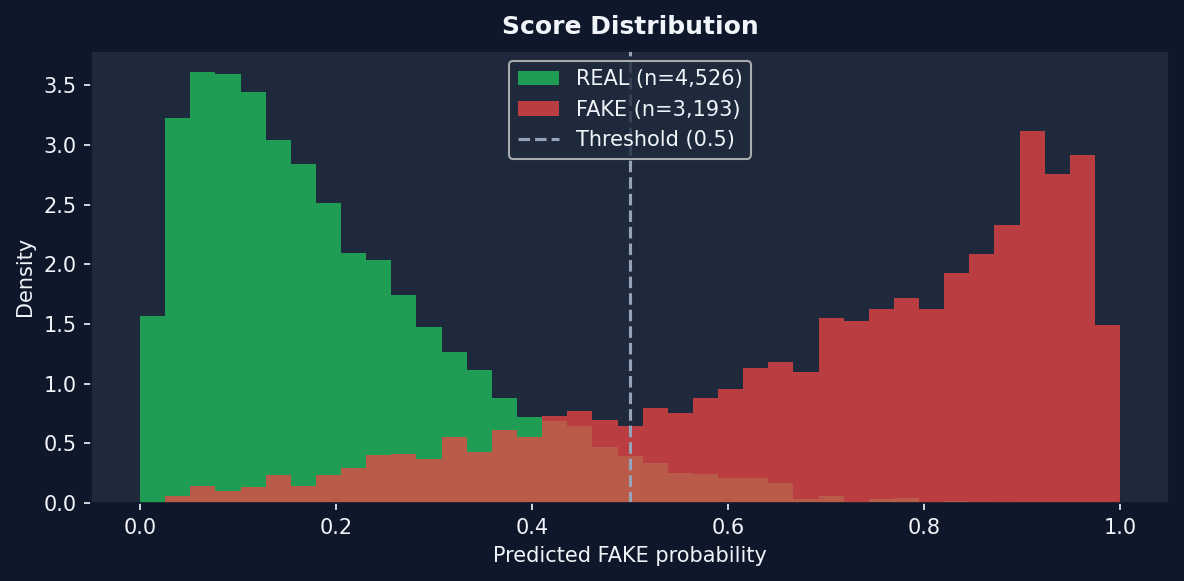 Score Distribution
REAL (n=4,526)
FAKE (n=3,193)
Threshold (0.5)
Density
3.5
3.0
2.5
2.0
1.5
1.0
0.5
0.0
0.0 0.2 0.4 0.6 0.8 1.0
Predicted FAKE probability